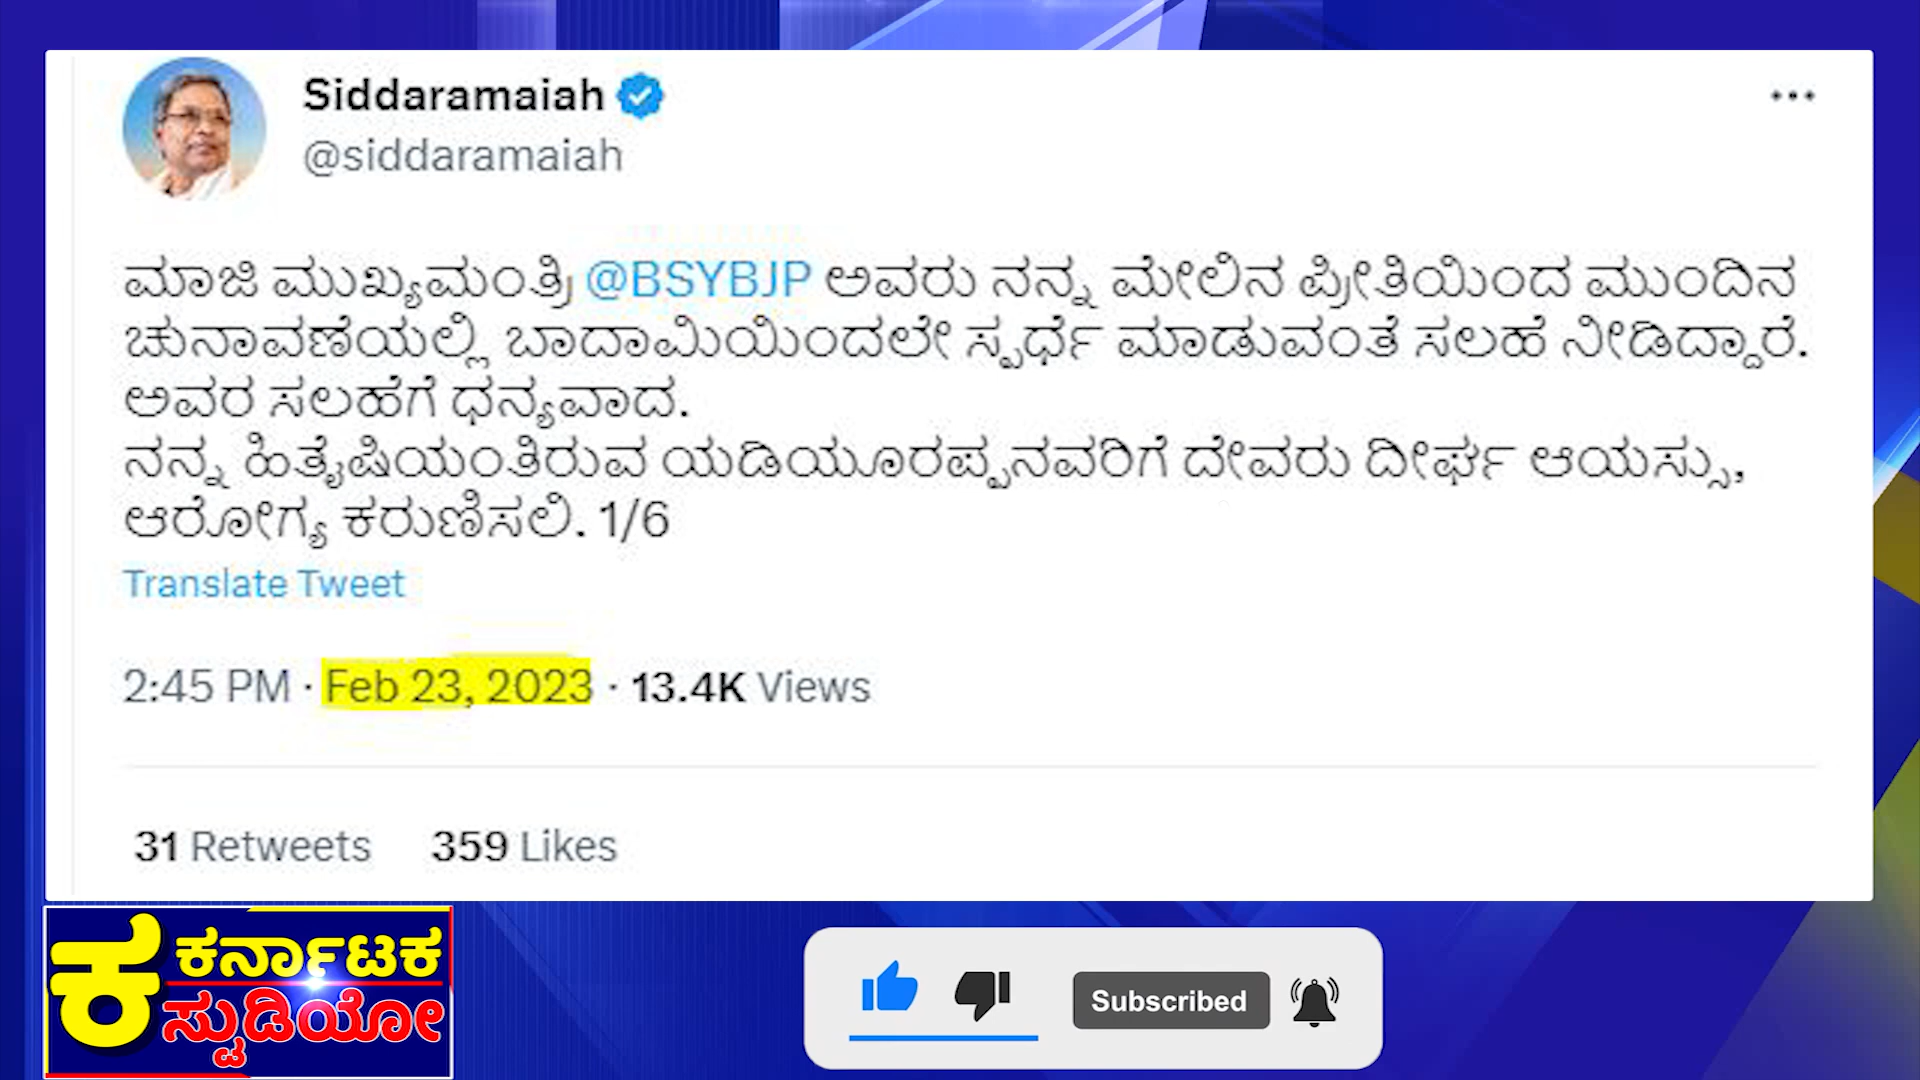 Siddaramaiah
@siddaramaiah
ಮಾಜಿ ಮುಖ್ಯಮಂತ್ರಿ @BSYBJP ಅವರು ನನ್ನ ಮೇಲಿನ ಪ್ರೀತಿಯಿಂದ ಮುಂದಿನ
ಚುನಾವಣೆಯಲ್ಲಿ ಬಾದಾಮಿಯಿಂದಲೇ ಸ್ಪರ್ಧೆ ಮಾಡುವಂತೆ ಸಲಹೆ ನೀಡಿದ್ದಾರೆ.
ಅವರ ಸಲಹೆಗೆ ಧನ್ಯವಾದ.
ನನ್ನ ಹಿತೈಷಿಯಂತಿರುವ ಯಡಿಯೂರಪ್ಪನವರಿಗೆ ದೇವರು ದೀರ್ಘ ಆಯಸ್ಸು,
ಆರೋಗ್ಯ ಕರುಣಿಸಲಿ. 1/6
Translate Tweet
2:45 PM · Feb 23, 2023 · 13.4K Views
31 Retweets 359 Likes
ಕ ಕರ್ನಾಟಕ
ಸ್ಟುಡಿಯೋ
Subscribed